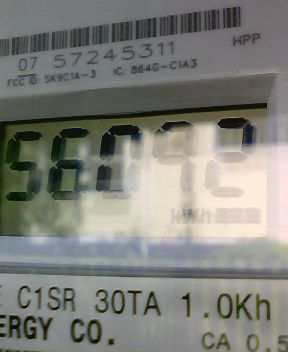 07 57245311
HPP
FCC ID: SK9C1A-3 IC: 864G-C1A3
56092
kWh
C1SR 30TA 1.0Kh
ERGY CO.
CA 0.5